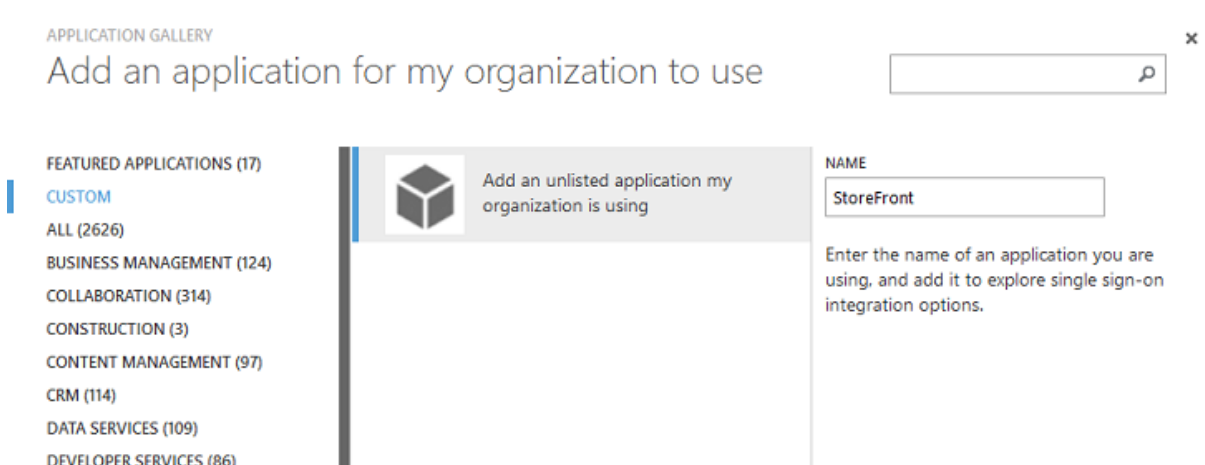 APPLICATION GALLERY
Add an application for my organization to use
FEATURED APPLICATIONS (17)
CUSTOM
ALL (2626)
BUSINESS MANAGEMENT (124)
COLLABORATION (314)
CONSTRUCTION (3)
CONTENT MANAGEMENT (97)
CRM (114)
DATA SERVICES (109)
DEVELOPER SERVICES (86)
Add an unlisted application my
organization is using
NAME
StoreFront
Enter the name of an application you are
using, and add it to explore single sign-on
integration options.